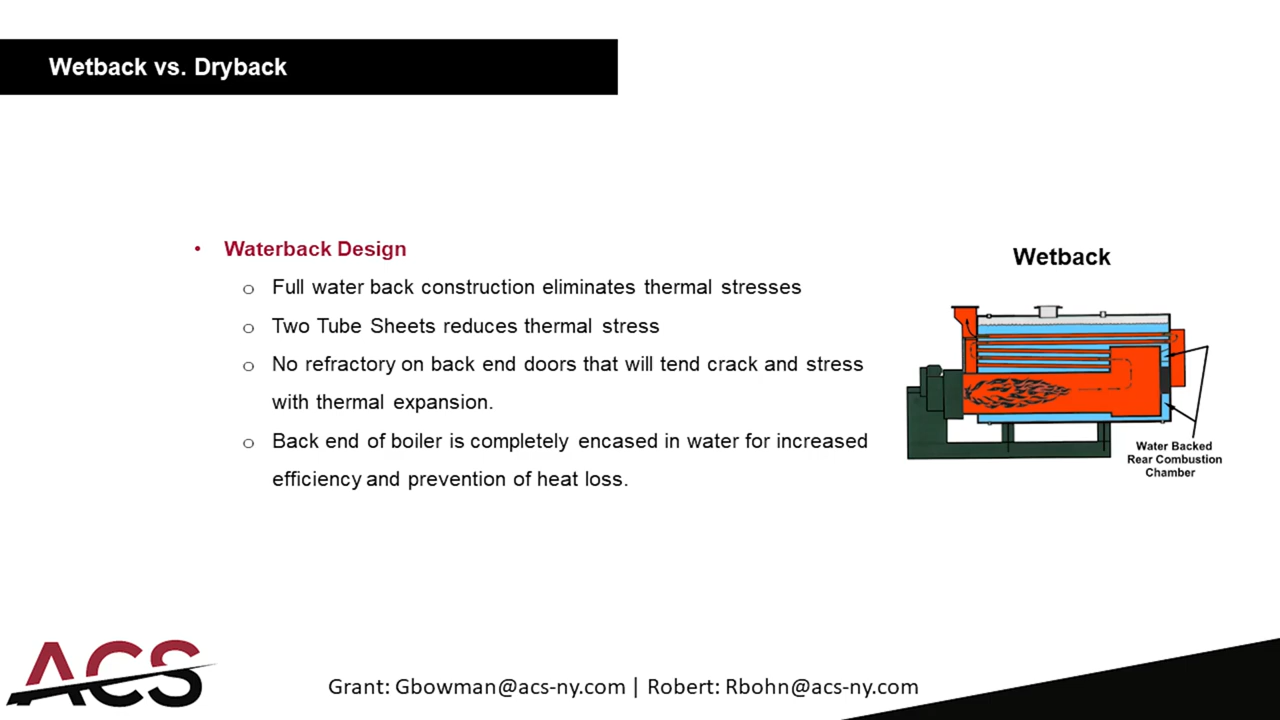 Wetback vs. Dryback
• Waterback Design
o Full water back construction eliminates thermal stresses
o Two Tube Sheets reduces thermal stress
o No refractory on back end doors that will tend crack and stress
with thermal expansion.
o Back end of boiler is completely encased in water for increased
efficiency and prevention of heat loss.
Wetback
Water Backed
Rear Combustion
Chamber
ACS
Grant: Gbowman@acs-ny.com | Robert: Rbohn@acs-ny.com